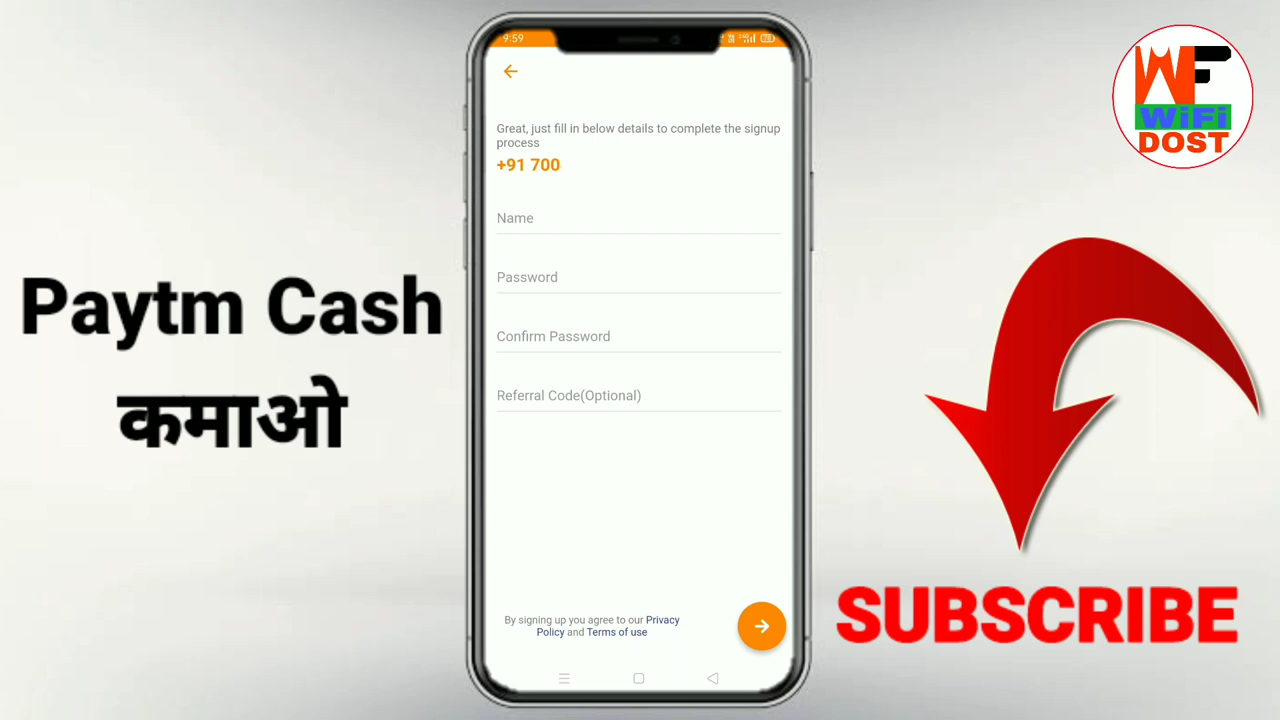 Paytm Cash
कमाओ
9:59
Great, just fill in below details to complete the signup
process
+91 700
Name
Password
Confirm Password
Referral Code(Optional)
By signing up you agree to our Privacy
Policy and Terms of use
WF
WiFi
DOST
SUBSCRIBE